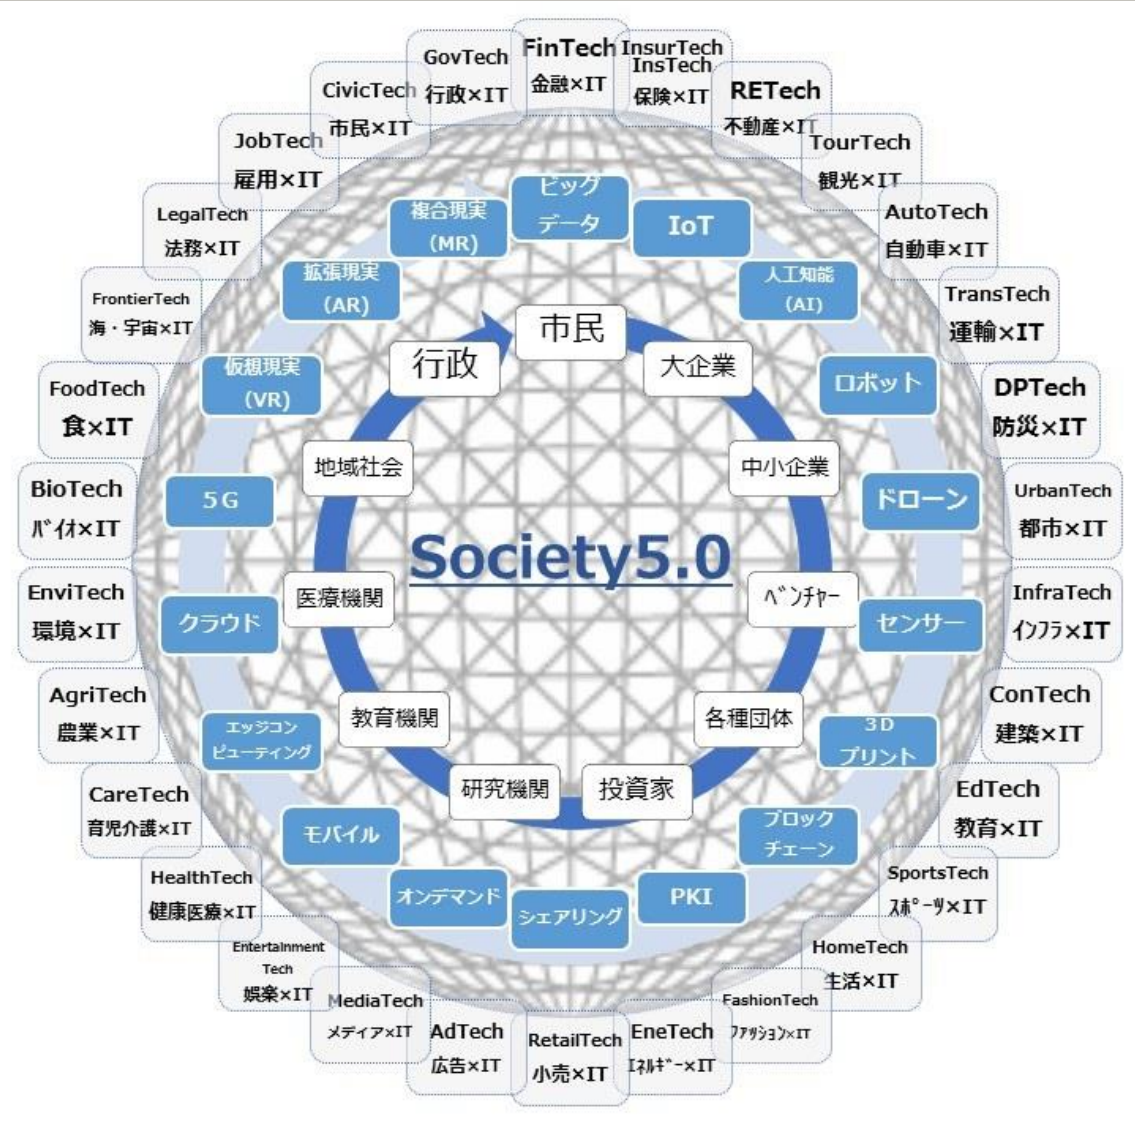 FinTech
金融×IT
InsurTech
InsTech
保険×IT
RETech
不動産×IT
TourTech
観光×IT
AutoTech
自動車×IT
TransTech
運輸×IT
DPTech
防災×IT
UrbanTech
都市×IT
InfraTech
ｲﾝﾌﾗ×IT
ConTech
建築×IT
EdTech
教育×IT
SportsTech
ｽﾎﾟｰﾂ×IT
HomeTech
生活×IT
FashionTech
ﾌｧｯｼｮﾝ×IT
EneTech
ｴﾈﾙｷﾞｰ×IT
RetailTech
小売×IT
AdTech
広告×IT
MediaTech
メディア×IT
Entertainment
Tech
娯楽×IT
HealthTech
健康医療×IT
CareTech
育児介護×IT
AgriTech
農業×IT
EnviTech
環境×IT
BioTech
ﾊﾞｲｵ×IT
FoodTech
食×IT
FrontierTech
海・宇宙×IT
LegalTech
法務×IT
JobTech
雇用×IT
CivicTech
市民×IT
GovTech
行政×IT
ビッグ
データ
IoT
人工知能
(AI)
ロボット
ドローン
センサー
3D
プリント
ブロック
チェーン
PKI
シェアリング
オンデマンド
モバイル
エッジコン
ピューティング
クラウド
5G
仮想現実
(VR)
拡張現実
(AR)
複合現実
(MR)
市民
大企業
中小企業
ﾍﾞﾝﾁｬｰ
各種団体
投資家
研究機関
教育機関
医療機関
地域社会
行政
Society5.0